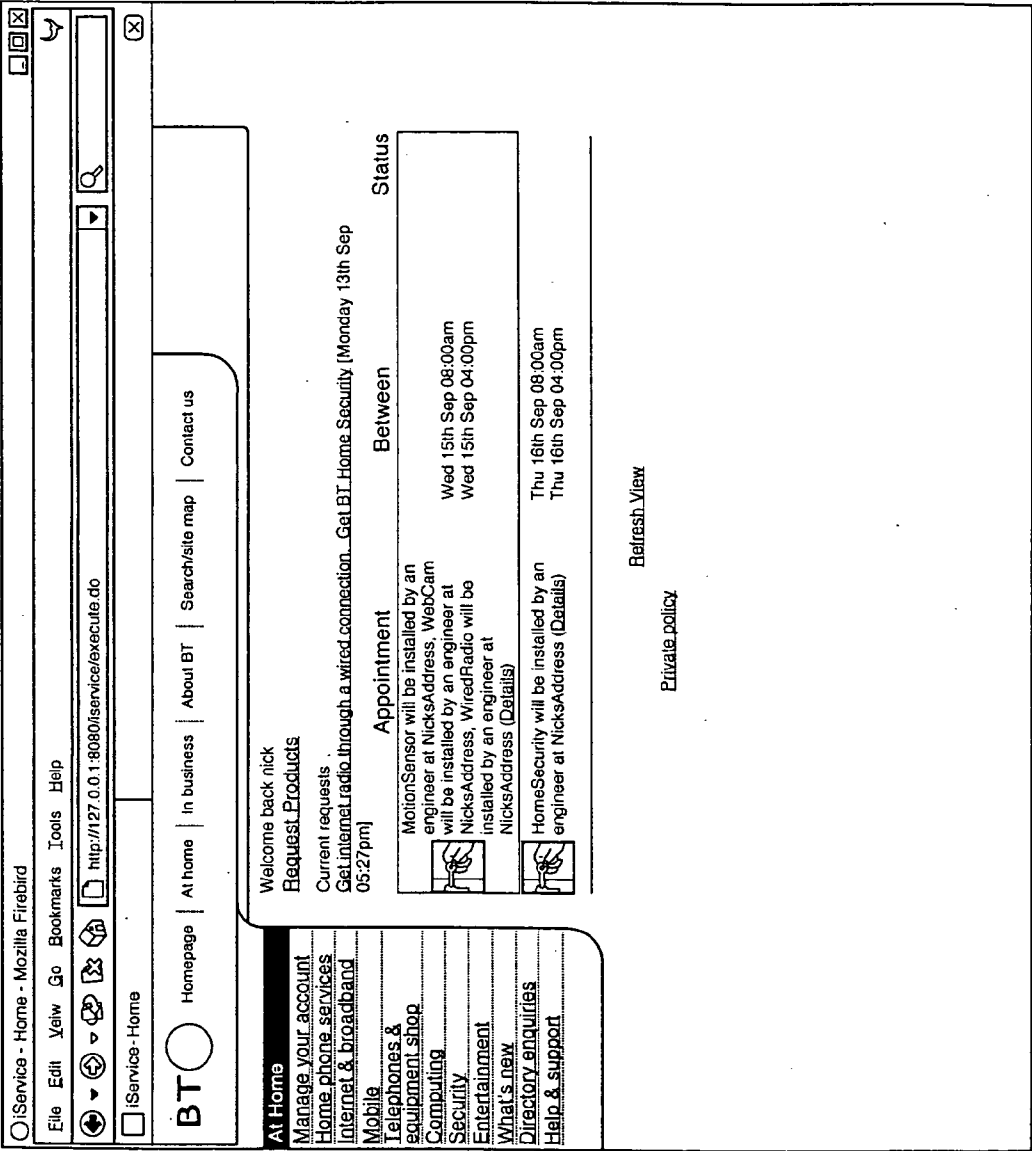 iService - Home - Mozilla Firebird
File Edit Veiw Go Bookmarks Tools Help
http://127.0.0.1:8080/iservice/execute.do
iService - Home
BT
Homepage | At home | In business | About BT | Search/site map | Contact us
At Home
Manage your account
Home phone services
Internet & broadband
Mobile
Telephones &
equipment shop
Computing
Security
Entertainment
What's new
Directory enquiries
Help & support
Welcome back nick
Request Products
Current requests
Get internet radio through a wired connection. Get BT Home Security [Monday 13th Sep
05:27pm]
Appointment Between Status
MotionSensor will be installed by an
engineer at NicksAddress, WebCam
will be installed by an engineer at Wed 15th Sep 08:00am
NicksAddress, WiredRadio will be Wed 15th Sep 04:00pm
installed by an engineer at
NicksAddress (Details)
HomeSecurity will be installed by an Thu 16th Sep 08:00am
engineer at NicksAddress (Details) Thu 16th Sep 04:00pm
Refresh View
Private policy